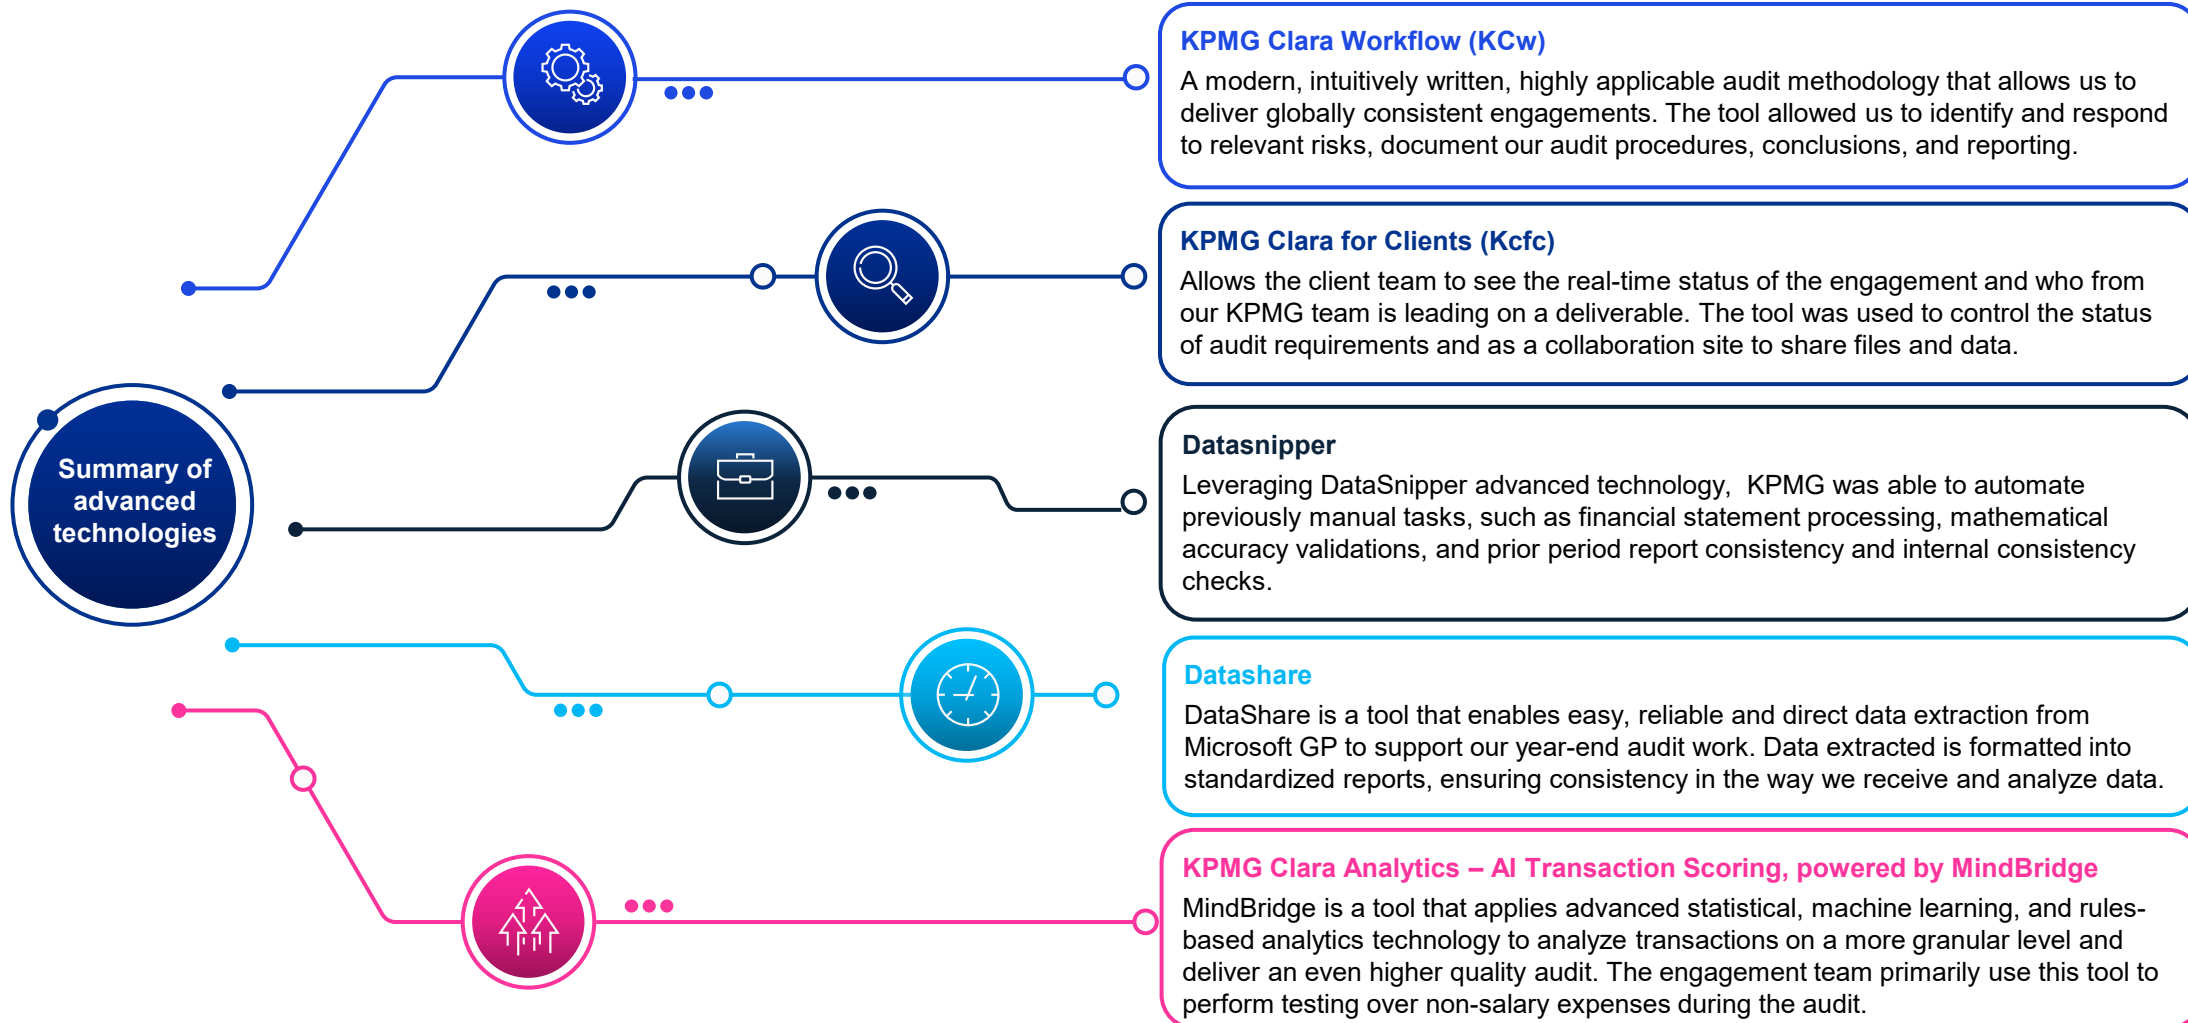 KPMG Clara Workflow (KCw)
A modern, intuitively written, highly applicable audit methodology that allows us to
deliver globally consistent engagements. The tool allowed us to identify and respond
to relevant risks, document our audit procedures, conclusions, and reporting.
KPMG Clara for Clients (Kcfc)
Allows the client team to see the real-time status of the engagement and who from
our KPMG team is leading on a deliverable. The tool was used to control the status
of audit requirements and as a collaboration site to share files and data.
Summary of
advanced
technologies
Datasnipper
Leveraging DataSnipper advanced technology,  KPMG was able to automate
previously manual tasks, such as financial statement processing, mathematical
accuracy validations, and prior period report consistency and internal consistency
checks.
Datashare
DataShare is a tool that enables easy, reliable and direct data extraction from
Microsoft GP to support our year-end audit work. Data extracted is formatted into
standardized reports, ensuring consistency in the way we receive and analyze data.
KPMG Clara Analytics – AI Transaction Scoring, powered by MindBridge
MindBridge is a tool that applies advanced statistical, machine learning, and rules-
based analytics technology to analyze transactions on a more granular level and
deliver an even higher quality audit. The engagement team primarily use this tool to
perform testing over non-salary expenses during the audit.